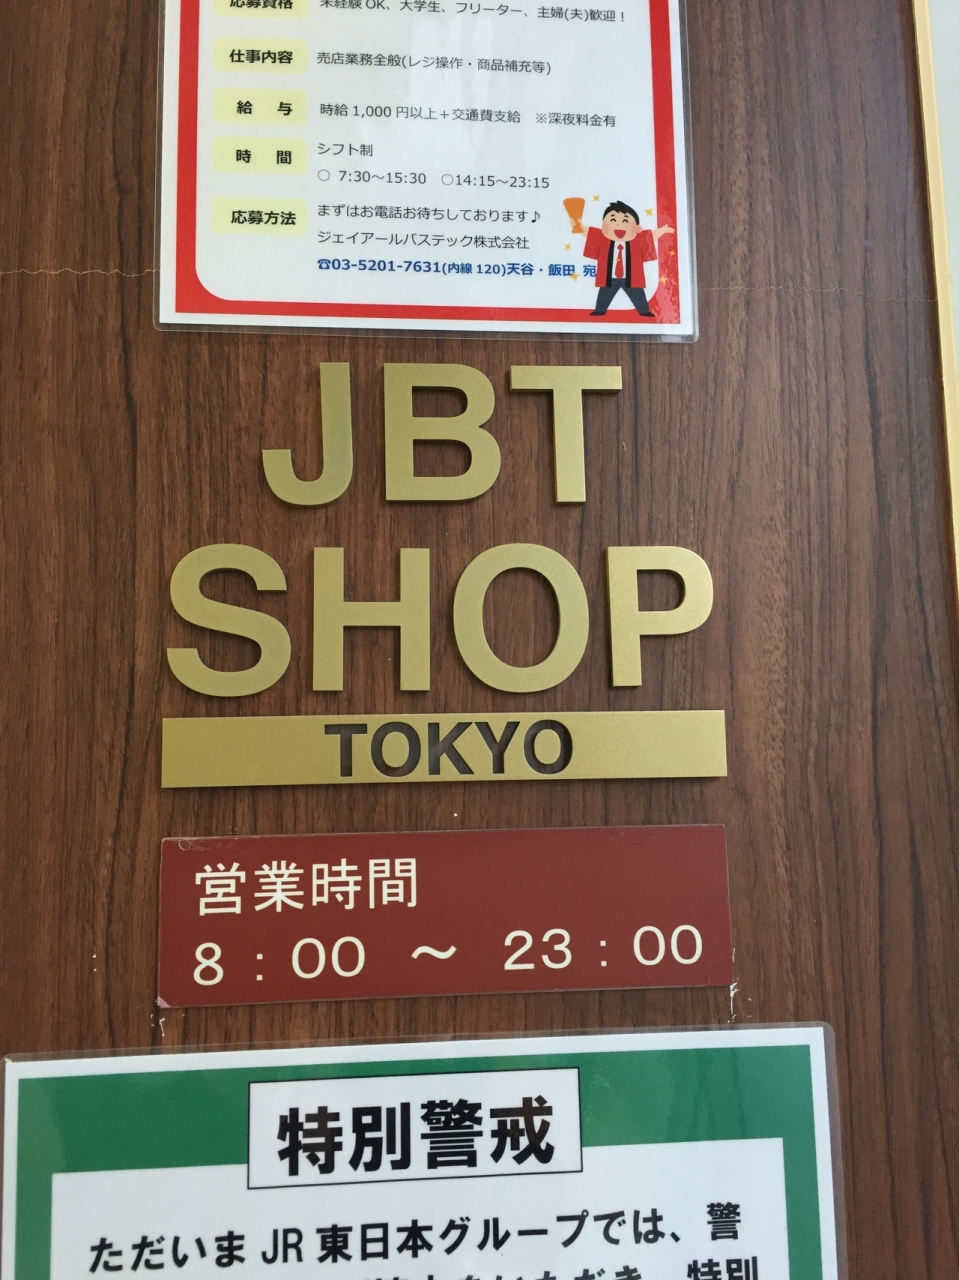 応募資格 未経験 OK、大学生、フリーター、主婦(夫)歓迎！
仕事内容 売店業務全般(レジ操作・商品補充等)
給 与 時給 1,000 円以上＋交通費支給 ※深夜料金有
時 間 シフト制
○ 7:30～15:30 ○14:15～23:15
応募方法 まずはお電話お待ちしております♪
ジェイアールバステック株式会社
☎03-5201-7631(内線 120)天谷・飯田 宛
JBT
SHOP
TOKYO
営業時間
8：00 ～ 23：00
特別警戒
ただいま JR 東日本グループでは、警
特別